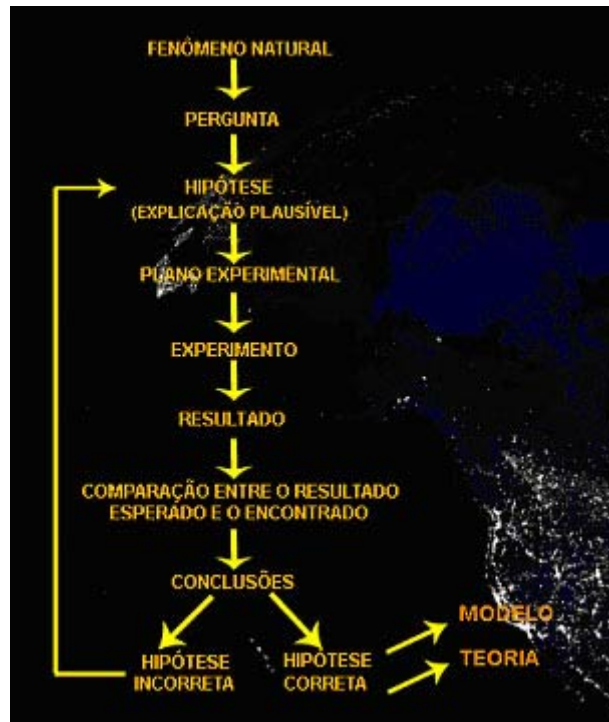 FENÔMENO NATURAL
PERGUNTA
HIPÓTESE
(EXPLICAÇÃO PLAUSÍVEL)
PLANO EXPERIMENTAL
EXPERIMENTO
RESULTADO
COMPARAÇÃO ENTRE O RESULTADO
ESPERADO E O ENCONTRADO
CONCLUSÕES
HIPÓTESE
INCORRETA
HIPÓTESE
CORRETA
MODELO
TEORIA